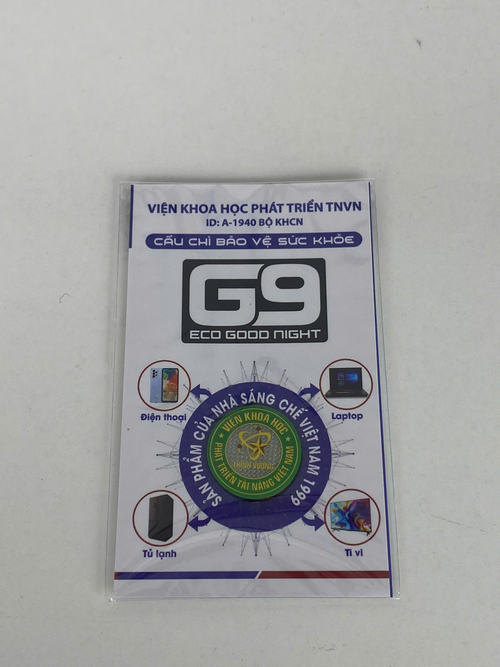 VIỆN KHOA HỌC PHÁT TRIỂN TNVN
ID: A-1940 BỘ KHCN
CẦU CHÌ BẢO VỆ SỨC KHỎE
G9
ECO GOOD NIGHT
Điện thoại
Laptop
SẢN PHẨM CỦA NHÀ SÁNG CHẾ VIỆT NAM 1999
VIỆN KHOA HỌC
THỊNH VƯỢNG
PHÁT TRIỂN TÀI NĂNG VIỆT NAM
Tủ lạnh
Ti vi